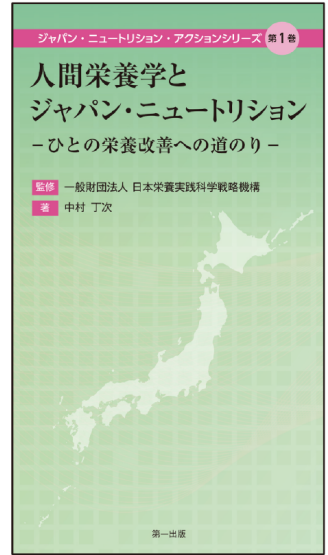 ジャパン・ニュートリション・アクションシリーズ 第1巻
人間栄養学と
ジャパン・ニュートリション
－ひとの栄養改善への道のり－
監修 一般財団法人 日本栄養実践科学戦略機構
著 中村 丁次
第一出版